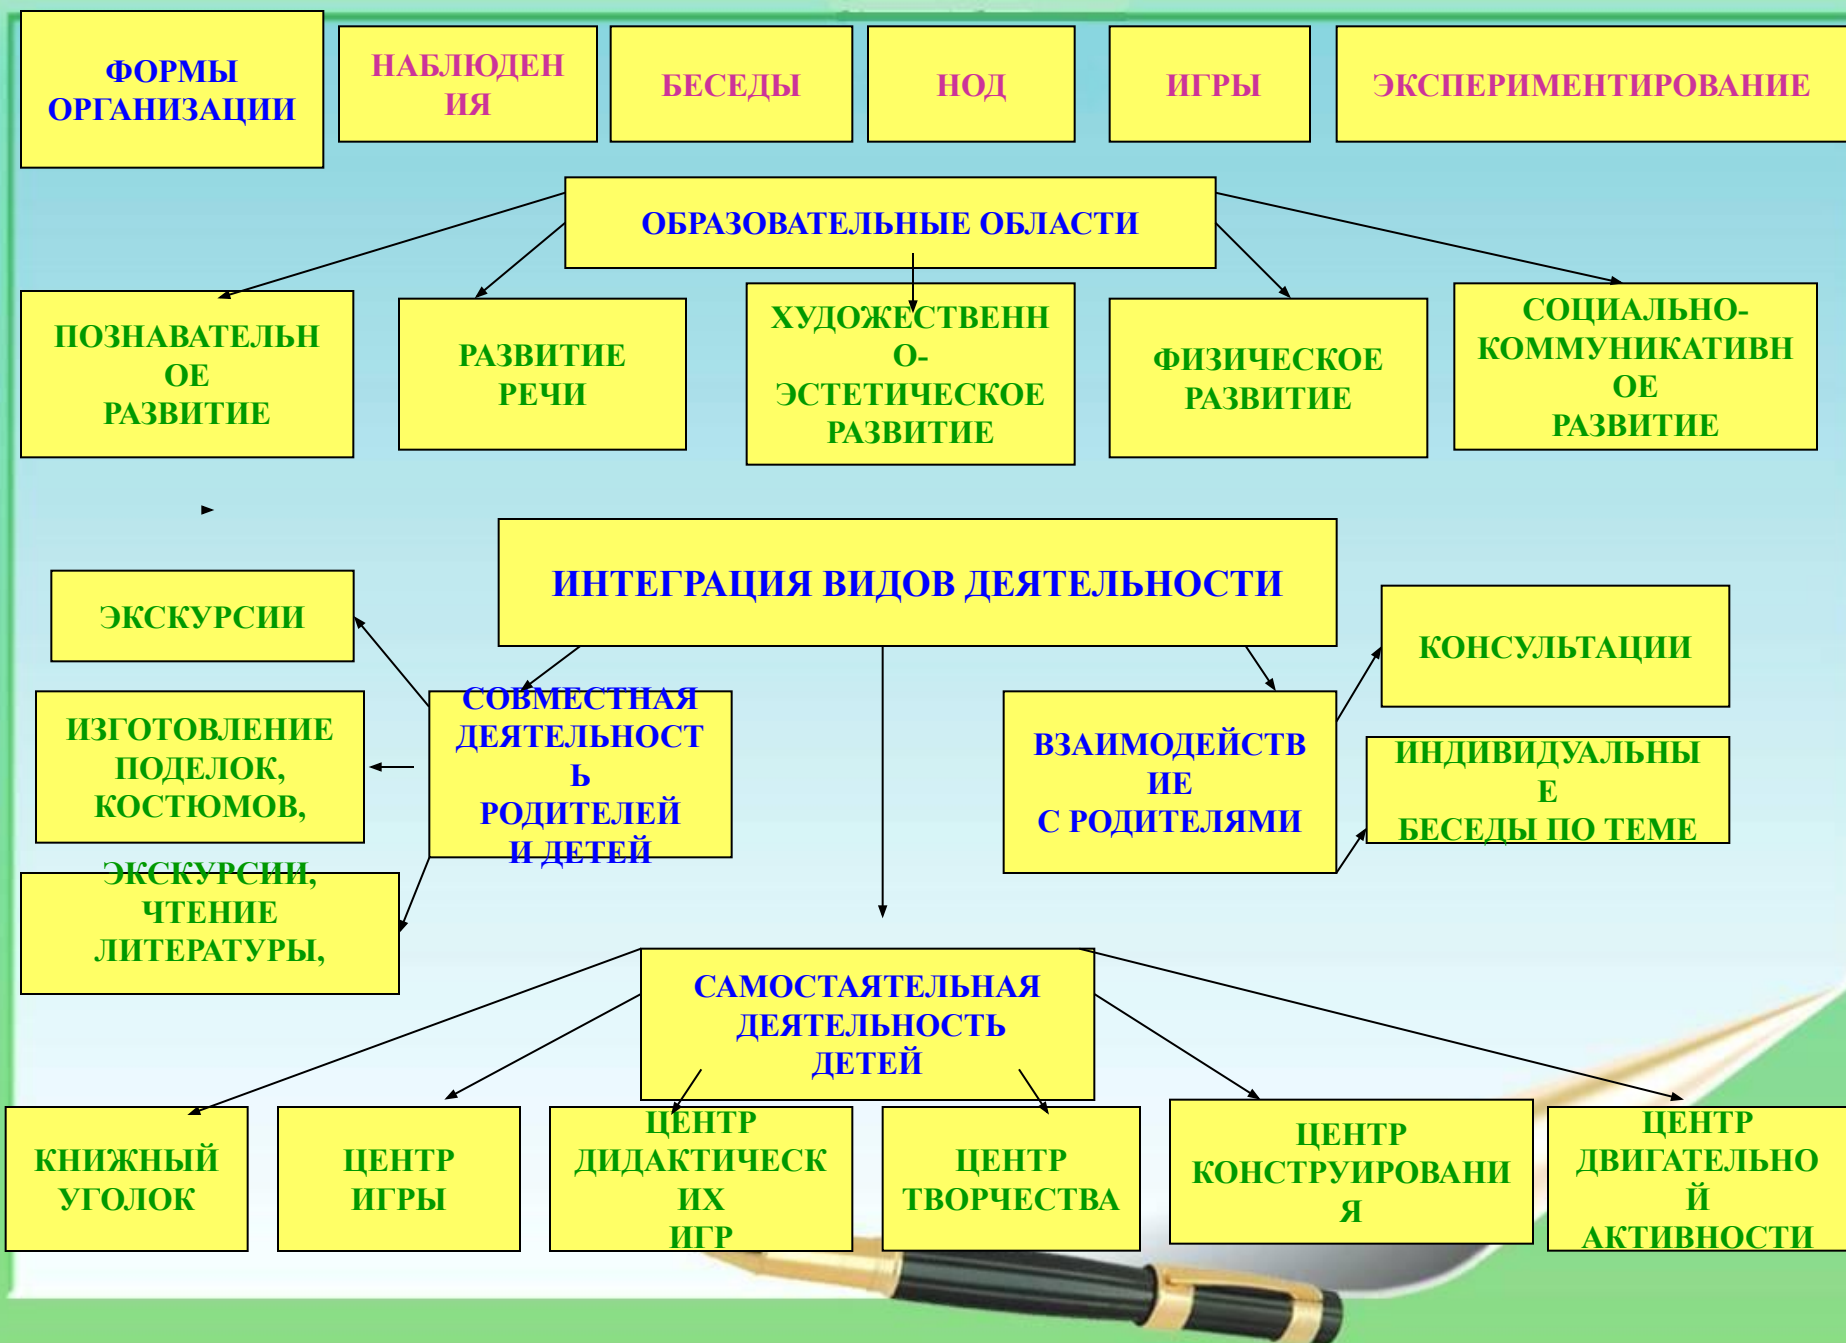 ФОРМЫ
ОРГАНИЗАЦИИ
НАБЛЮДЕН
ИЯ
БЕСЕДЫ
НОД
ИГРЫ
ЭКСПЕРИМЕНТИРОВАНИЕ
ОБРАЗОВАТЕЛЬНЫЕ ОБЛАСТИ
ПОЗНАВАТЕЛЬН
ОЕ
РАЗВИТИЕ
РАЗВИТИЕ
РЕЧИ
ХУДОЖЕСТВЕНН
О-
ЭСТЕТИЧЕСКОЕ
РАЗВИТИЕ
ФИЗИЧЕСКОЕ
РАЗВИТИЕ
СОЦИАЛЬНО-
КОММУНИКАТИВН
ОЕ
РАЗВИТИЕ
ИНТЕГРАЦИЯ ВИДОВ ДЕЯТЕЛЬНОСТИ
ЭКСКУРСИИ
ИЗГОТОВЛЕНИЕ
ПОДЕЛОК,
КОСТЮМОВ,
ЭКСКУРСИИ,
ЧТЕНИЕ
ЛИТЕРАТУРЫ,
СОВМЕСТНАЯ
ДЕЯТЕЛЬНОСТ
Ь
РОДИТЕЛЕЙ
И ДЕТЕЙ
ВЗАИМОДЕЙСТВ
ИЕ
С РОДИТЕЛЯМИ
КОНСУЛЬТАЦИИ
ИНДИВИДУАЛЬНЫ
Е
БЕСЕДЫ ПО ТЕМЕ
САМОСТАЯТЕЛЬНАЯ
ДЕЯТЕЛЬНОСТЬ
ДЕТЕЙ
КНИЖНЫЙ
УГОЛОК
ЦЕНТР
ИГРЫ
ЦЕНТР
ДИДАКТИЧЕСК
ИХ
ИГР
ЦЕНТР
ТВОРЧЕСТВА
ЦЕНТР
КОНСТРУИРОВАНИ
Я
ЦЕНТР
ДВИГАТЕЛЬНО
Й
АКТИВНОСТИ